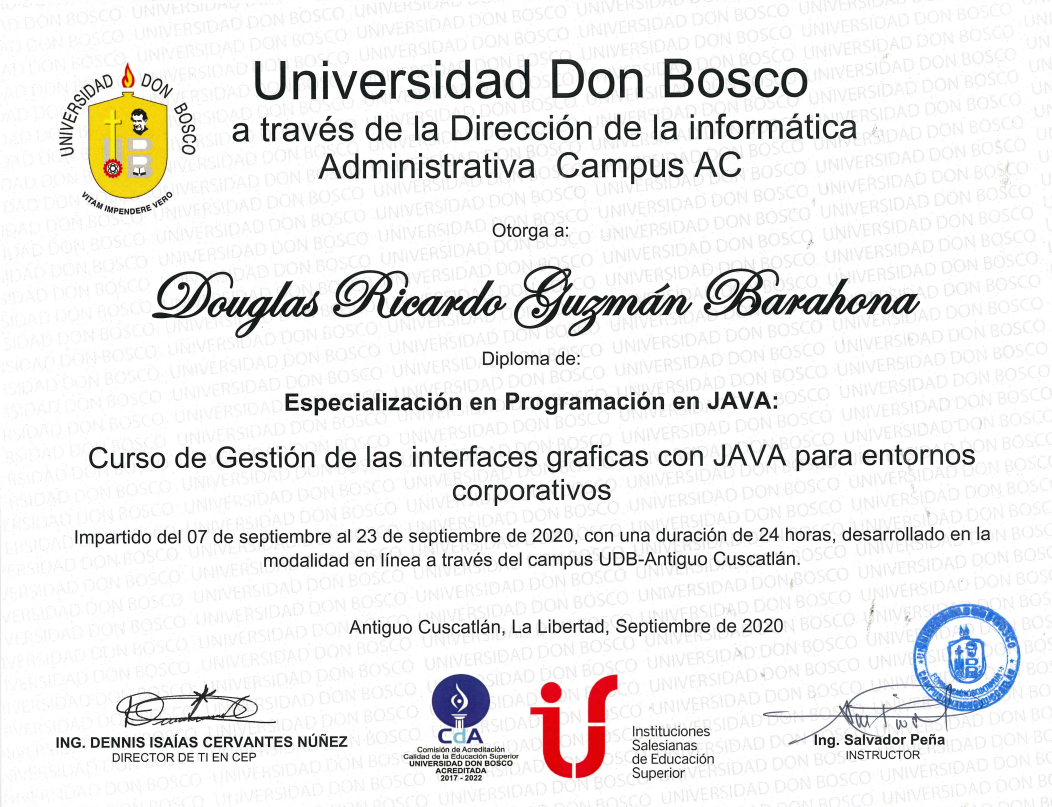 UNIVERSIDAD DON BOSCO
VITAM IMPENDERE VERO
Universidad Don Bosco
a través de la Dirección de la informática
Administrativa Campus AC
Otorga a:
Douglas Ricardo Guzmán Barahona
Diploma de:
Especialización en Programación en JAVA:
Curso de Gestión de las interfaces graficas con JAVA para entornos
corporativos
Impartido del 07 de septiembre al 23 de septiembre de 2020, con una duración de 24 horas, desarrollado en la
modalidad en línea a través del campus UDB-Antiguo Cuscatlán.
Antiguo Cuscatlán, La Libertad, Septiembre de 2020
ING. DENNIS ISAÍAS CERVANTES NÚÑEZ
DIRECTOR DE TI EN CEP
CdA
Comisión de Acreditación
Calidad de la Educación Superior
UNIVERSIDAD DON BOSCO
ACREDITADA
2017 - 2022
Instituciones
Salesianas
de Educación
Superior
Ing. Salvador Peña
INSTRUCTOR